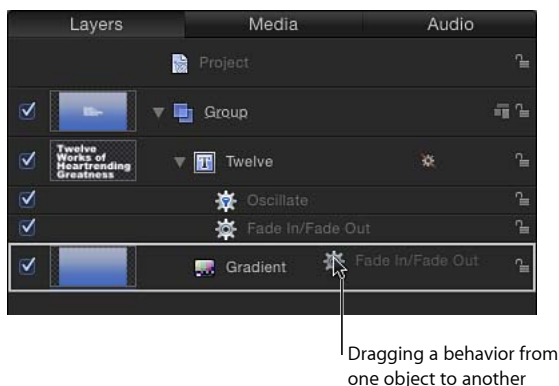 Layers Media Audio
Project
Group
Twelve
Works of
Heartrending
Greatness
Twelve
Oscillate
Fade In/Fade Out
Gradient Fade In/Fade Out
Dragging a behavior from
one object to another